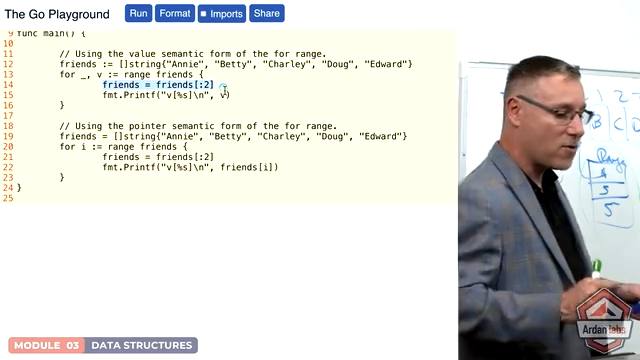 The Go Playground
Run
Format
Imports
Share
9 func main() {
10
11 // Using the value semantic form of the for range.
12 friends := []string{"Annie", "Betty", "Charley", "Doug", "Edward"}
13 for _, v := range friends {
14 friends = friends[:2]
15 fmt.Printf("v[%s]\n", v)
16 }
17
18 // Using the pointer semantic form of the for range.
19 friends = []string{"Annie", "Betty", "Charley", "Doug", "Edward"}
20 for i := range friends {
21 friends = friends[:2]
22 fmt.Printf("v[%s]\n", friends[i])
23 }
24 }
25
B C D
Range
5
5
Ardan labs
MODULE 03 DATA STRUCTURES